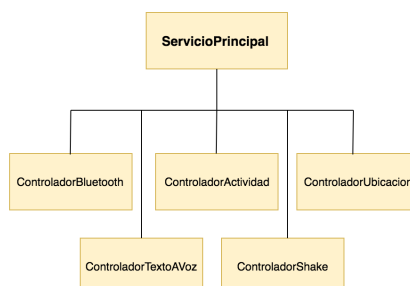 ServicioPrincipal
ControladorBluetooth
ControladorActividad
ControladorUbicacion
ControladorTextoAVoz
ControladorShake